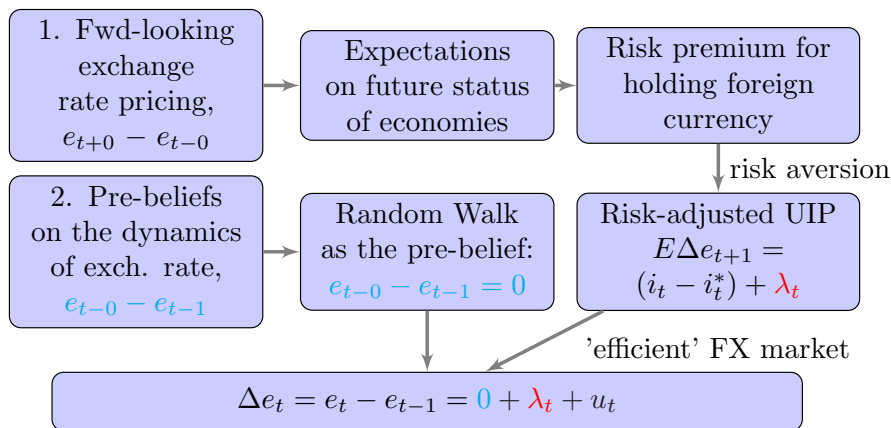 1. Fwd-looking
exchange
rate pricing,
e_{t+0} − e_{t−0}
Expectations
on future status
of economies
Risk premium for
holding foreign
currency
risk aversion
2. Pre-beliefs
on the dynamics
of exch. rate,
e_{t−0} − e_{t−1}
Random Walk
as the pre-belief:
e_{t−0} − e_{t−1} = 0
Risk-adjusted UIP
EΔe_{t+1} =
(i_t − i_t^*) + λ_t
'efficient' FX market
Δe_t = e_t − e_{t−1} = 0 + λ_t + u_t